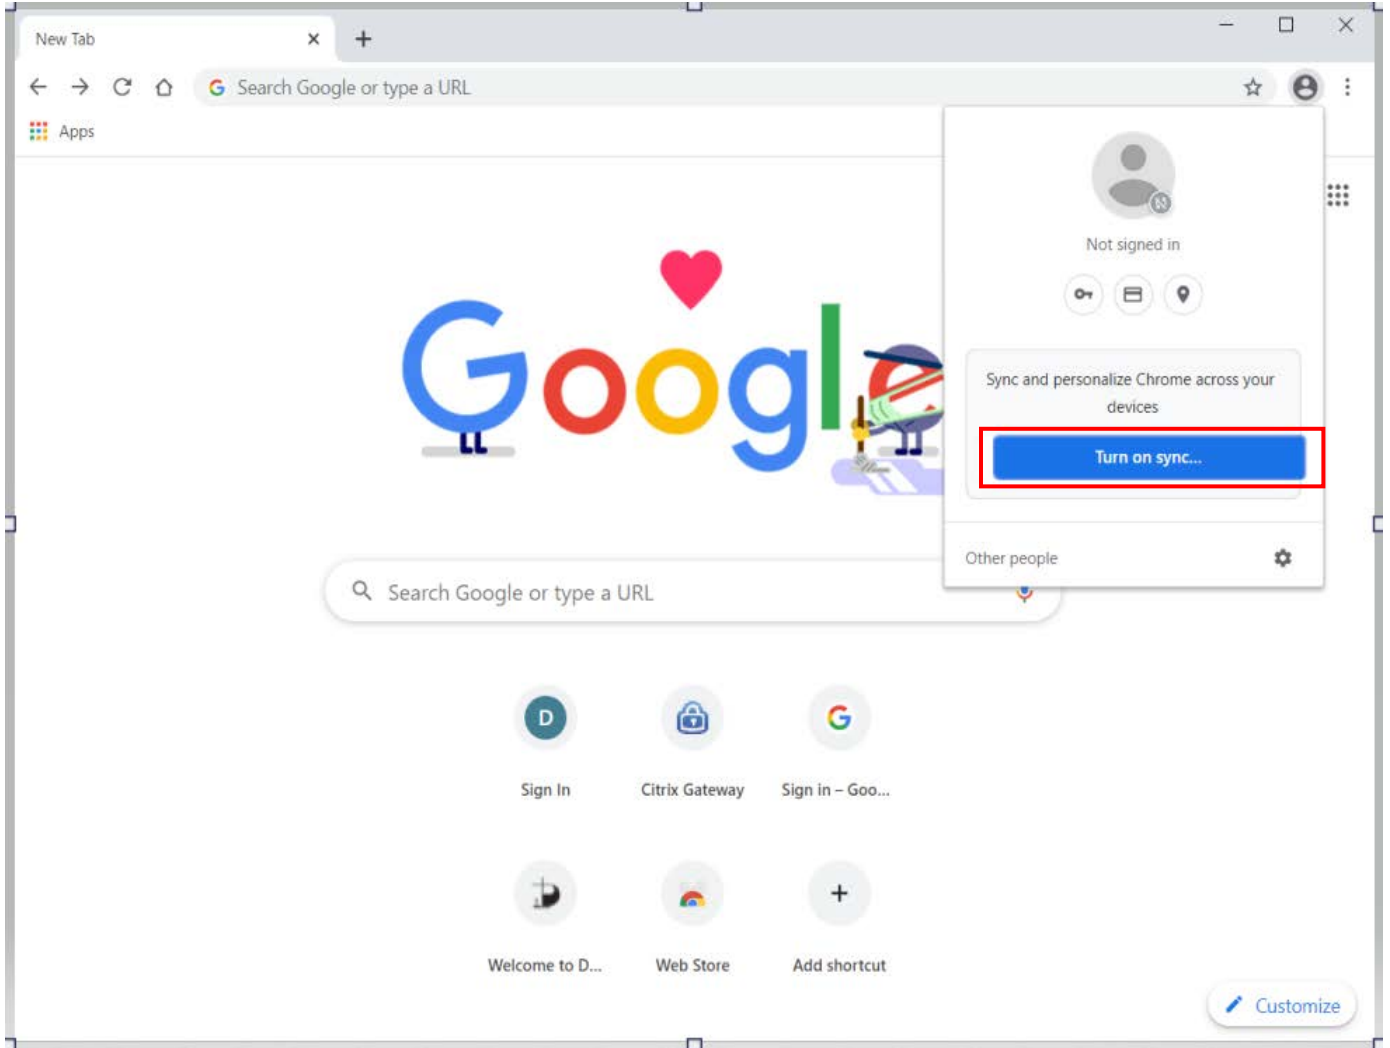 New Tab
Search Google or type a URL
Apps
Not signed in
Google
Sync and personalize Chrome across your
devices
Turn on sync...
Other people
Search Google or type a URL
D
Sign In
Citrix Gateway
Sign in – Goo...
Welcome to D...
Web Store
Add shortcut
Customize